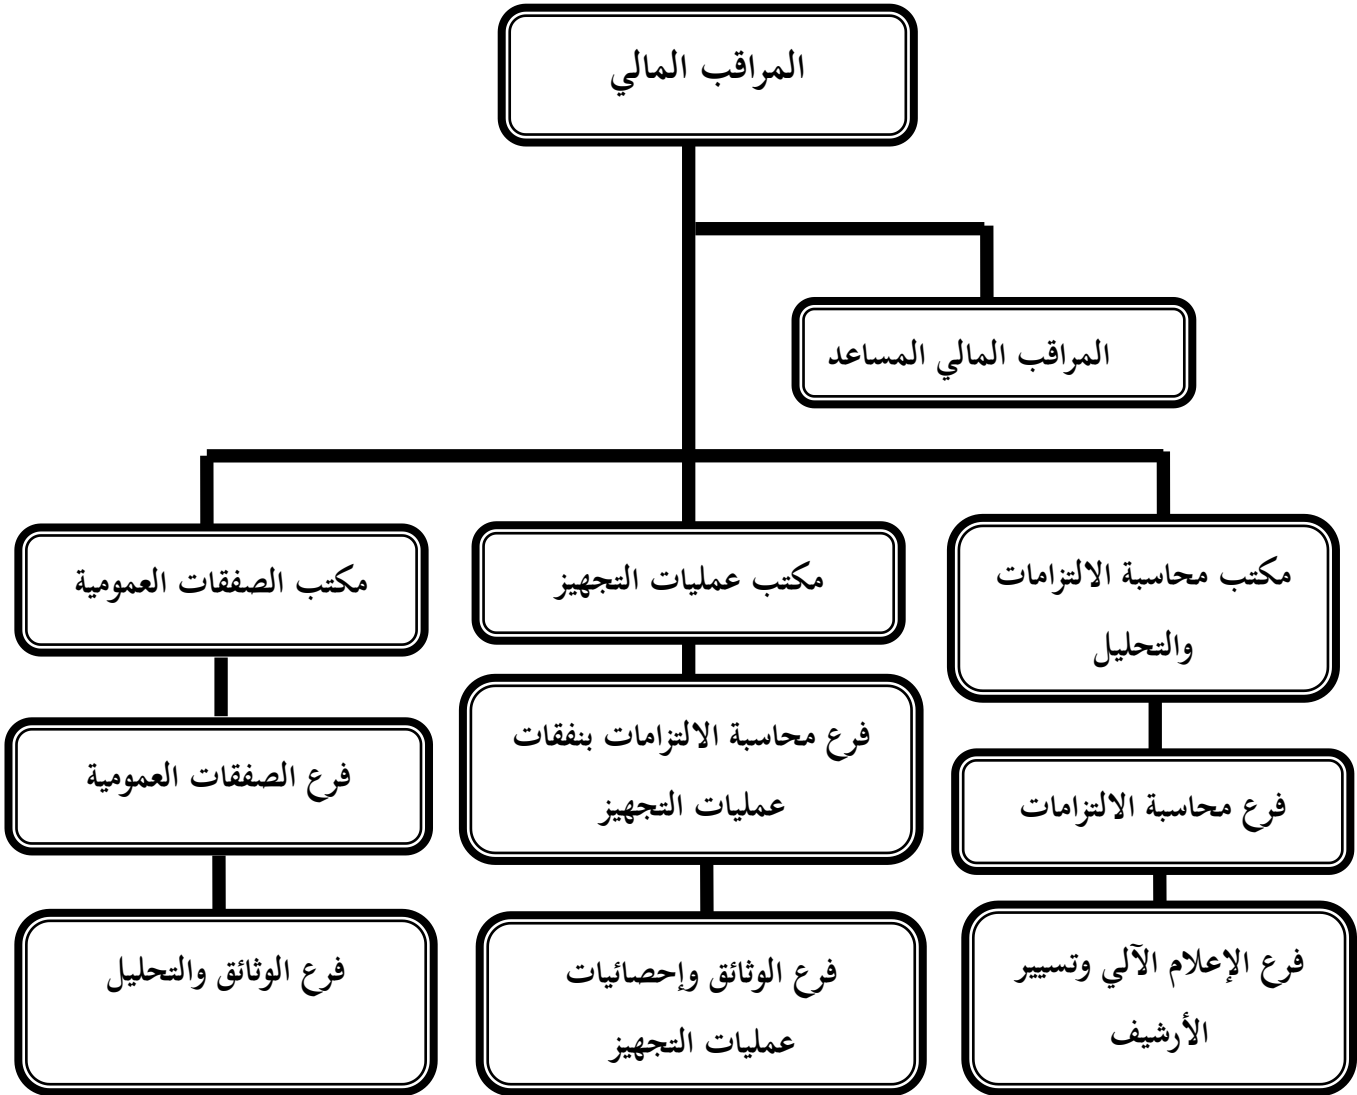 المراقب المالي
المراقب المالي المساعد
مكتب محاسبة الالتزامات
والتحليل
مكتب عمليات التجهيز
مكتب الصفقات العمومية
فرع محاسبة الالتزامات
فرع محاسبة الالتزامات بنفقات
عمليات التجهيز
فرع الصفقات العمومية
فرع الإعلام الآلي وتسيير
الأرشيف
فرع الوثائق وإحصائيات
عمليات التجهيز
فرع الوثائق والتحليل